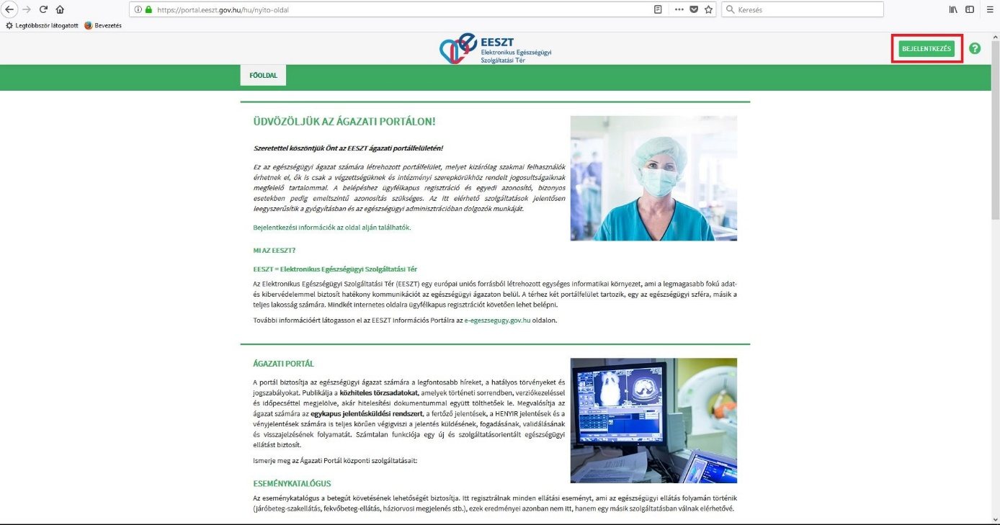 https://portal.eeszt.gov.hu/hu/nyito-oldal
Keresés
Legtöbbször látogatott
Bevezetés
EESZT
Elektronikus Egészségügyi
Szolgáltatási Tér
BEJELENTKEZÉS
?
FŐOLDAL
ÜDVÖZÖLJÜK AZ ÁGAZATI PORTÁLON!
Szeretettel köszöntjük Önt az EESZT ágazati portálfelületén!
Ez az egészségügyi ágazat számára létrehozott portálfelület, melyet kizárólag szakmai felhasználók
érhetnek el, ők is csak a végzettségüknek és intézményi szerepkörükhöz rendelt jogosultságaiknak
megfelelő tartalommal. A belépéshez ügyfélkapus regisztráció és egyedi azonosító, bizonyos
esetekben pedig emeltszintű azonosítás szükséges. Az itt elérhető szolgáltatások jelentősen
leegyszerűsítik a gyógyításban és az egészségügyi adminisztrációban dolgozók munkáját.
Bejelentkezési információk az oldal alján találhatók.
MI AZ EESZT?
EESZT = Elektronikus Egészségügyi Szolgáltatási Tér
Az Elektronikus Egészségügyi Szolgáltatási Tér (EESZT) egy európai uniós forrásból létrehozott egységes informatikai környezet, ami a legmagasabb fokú adat-
és kibervédelemmel biztosít hatékony kommunikációt az egészségügyi ágazaton belül. A térhez két portálfelület tartozik, egy az egészségügyi szféra, másik a
teljes lakosság számára. Mindkét internetes oldalra ügyfélkapus regisztrációt követően lehet belépni.
További információért látogasson el az EESZT Információs Portálra az e-egeszsegugy.gov.hu oldalon.
ÁGAZATI PORTÁL
A portál biztosítja az egészségügyi ágazat számára a legfontosabb híreket, a hatályos törvényeket és
jogszabályokat. Publikálja a közhiteles törzsadatokat, amelyek történeti sorrendben, verziókezeléssel
és időpecséttel megjelölve, akár hitelesítési dokumentummal együtt tölthetőek le. Megvalósítja az
ágazat számára az egykapus jelentésküldési rendszert, a fertőző jelentések, a HENYIR jelentések és a
vényjelentések számára is teljes körűen végigviszi a jelentés küldésének, fogadásának, validálásának
és visszajelzésének folyamatát. Számtalan funkciója egy új és szolgáltatásorientált egészségügyi
ellátást biztosít.
Ismerje meg az Ágazati Portál központi szolgáltatásait:
ESEMÉNYKATALÓGUS
Az eseménykatalógus a betegút követésének lehetőségét biztosítja. Itt regisztrálnak minden ellátási eseményt, ami az egészségügyi ellátás folyamán történik
(járóbeteg-szakellátás, fekvőbeteg-ellátás, háziorvosi megjelenés stb.), ezek eredményei azonban nem itt, hanem egy másik szolgáltatásban válnak elérhetővé.